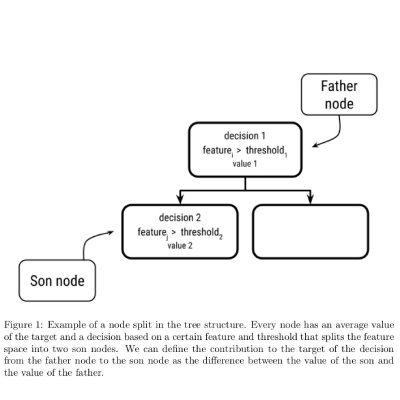 Father
node
decision 1
feature_i > threshold_1
value 1
decision 2
feature_j > threshold_2
value 2
Son node
Figure 1: Example of a node split in the tree structure. Every node has an average value
of the target and a decision based on a certain feature and threshold that splits the feature
space into two son nodes. We can define the contribution to the target of the decision
from the father node to the son node as the difference between the value of the son and
the value of the father.